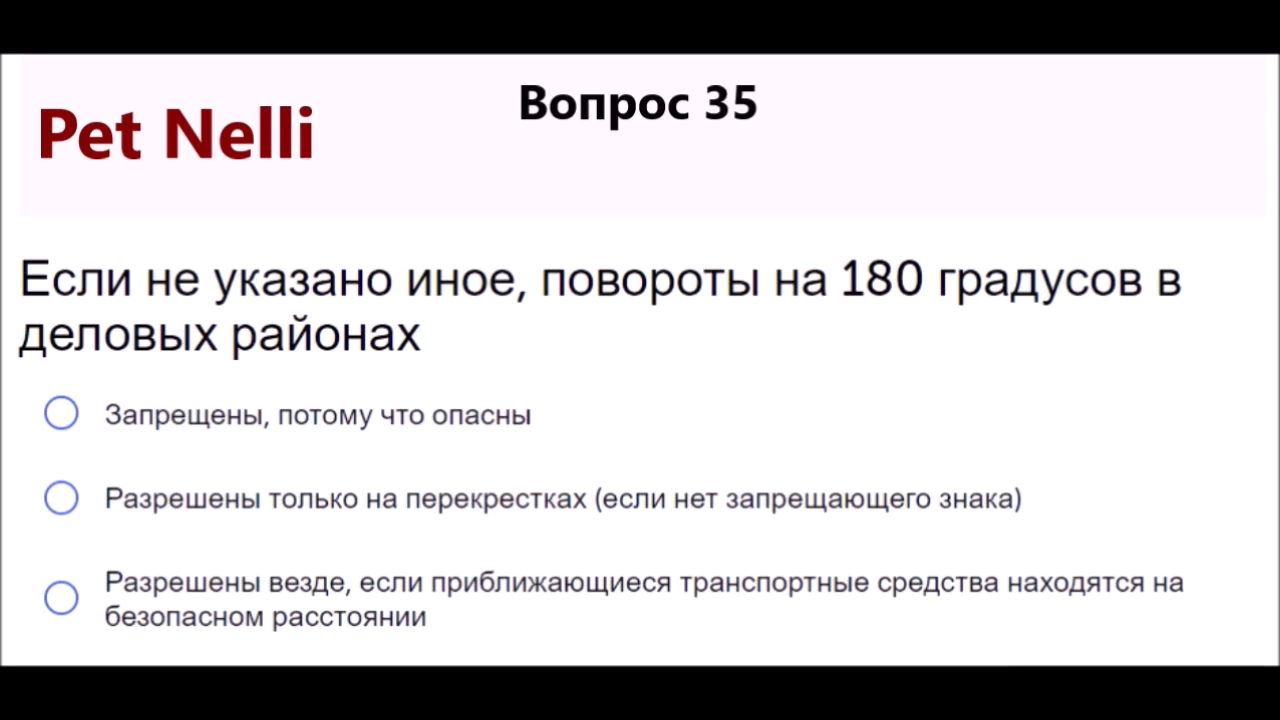 Вопрос 35
Pet Nelli
Если не указано иное, повороты на 180 градусов в
деловых районах
Запрещены, потому что опасны
Разрешены только на перекрестках (если нет запрещающего знака)
Разрешены везде, если приближающиеся транспортные средства находятся на
безопасном расстоянии